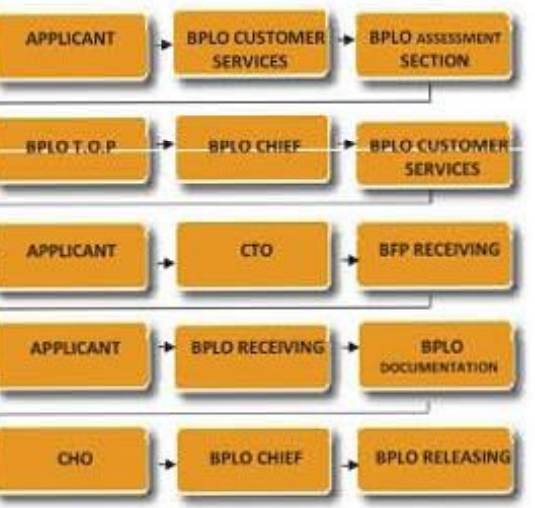 APPLICANT
BPLO CUSTOMER
SERVICES
BPLO ASSESSMENT
SECTION
BPLO T.O.P
BPLO CHIEF
BPLO CUSTOMER
SERVICES
APPLICANT
CTO
BFP RECEIVING
APPLICANT
BPLO RECEIVING
BPLO
DOCUMENTATION
CHO
BPLO CHIEF
BPLO RELEASING